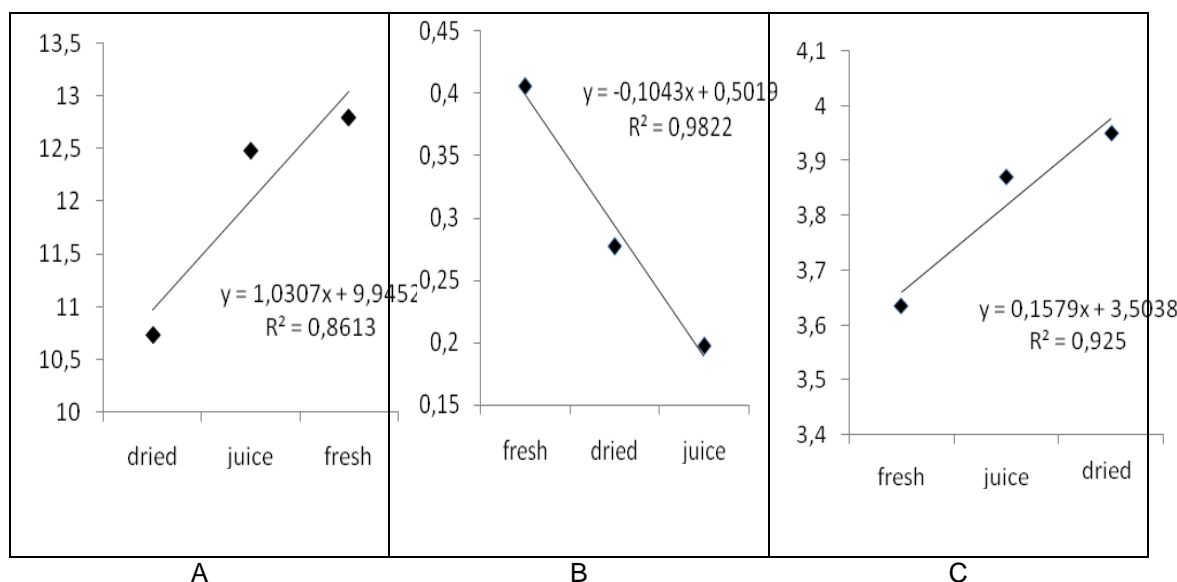 13,5
13
12,5
12
11,5
11
10,5
10
y = 1,0307x + 9,9452
R² = 0,8613
dried juice fresh
0,45
0,4
0,35
0,3
0,25
0,2
0,15
y = -0,1043x + 0,5019
R² = 0,9822
fresh dried juice
4,1
4
3,9
3,8
3,7
3,6
3,5
3,4
y = 0,1579x + 3,5038
R² = 0,925
fresh juice dried
A B C